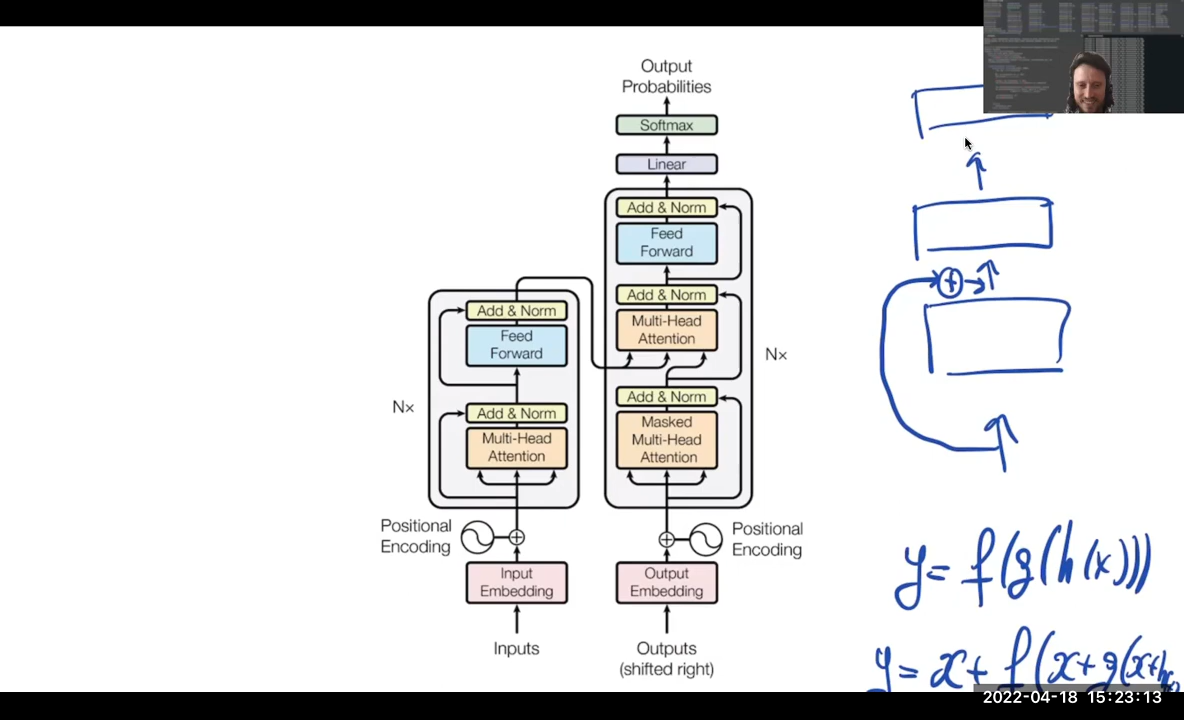 Output
Probabilities
Softmax
Linear
Add & Norm
Feed
Forward
Add & Norm
Multi-Head
Attention
Add & Norm
Masked
Multi-Head
Attention
Nx
Add & Norm
Feed
Forward
Add & Norm
Multi-Head
Attention
Nx
Positional
Encoding
Positional
Encoding
Input
Embedding
Output
Embedding
Inputs
Outputs
(shifted right)
y = f(g(h(x)))
y = x + f(x + g(x +
2022-04-18 15:23:13